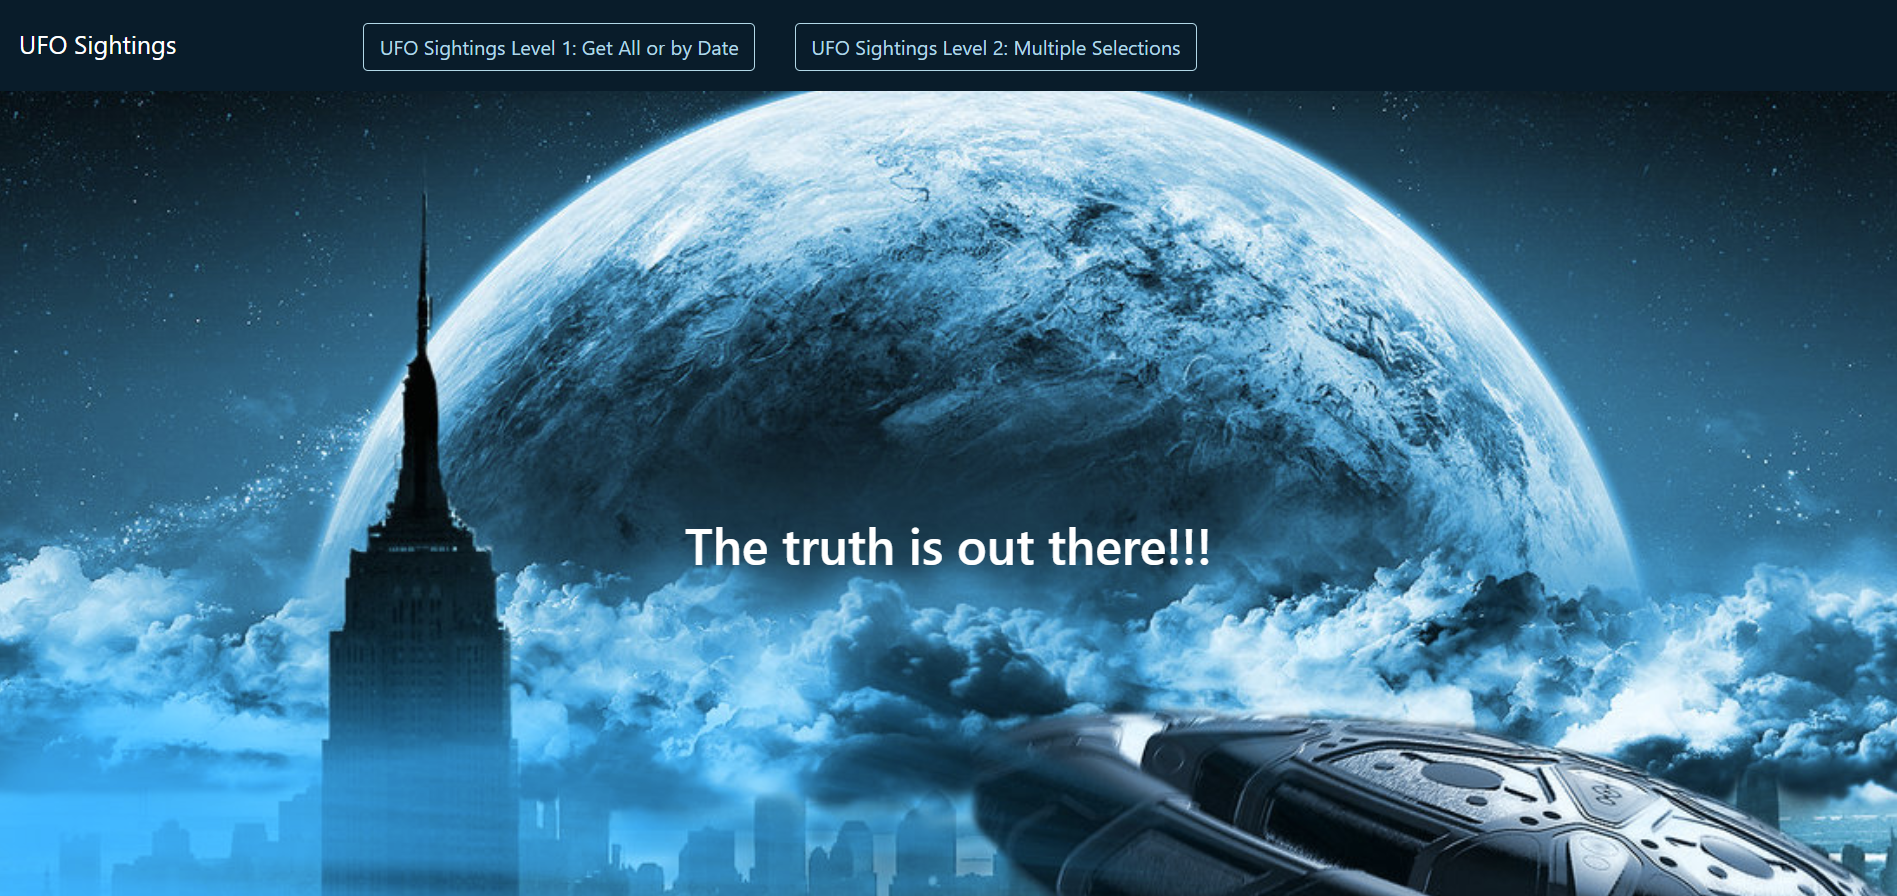 UFO Sightings
UFO Sightings Level 1: Get All or by Date
UFO Sightings Level 2: Multiple Selections
The truth is out there!!!